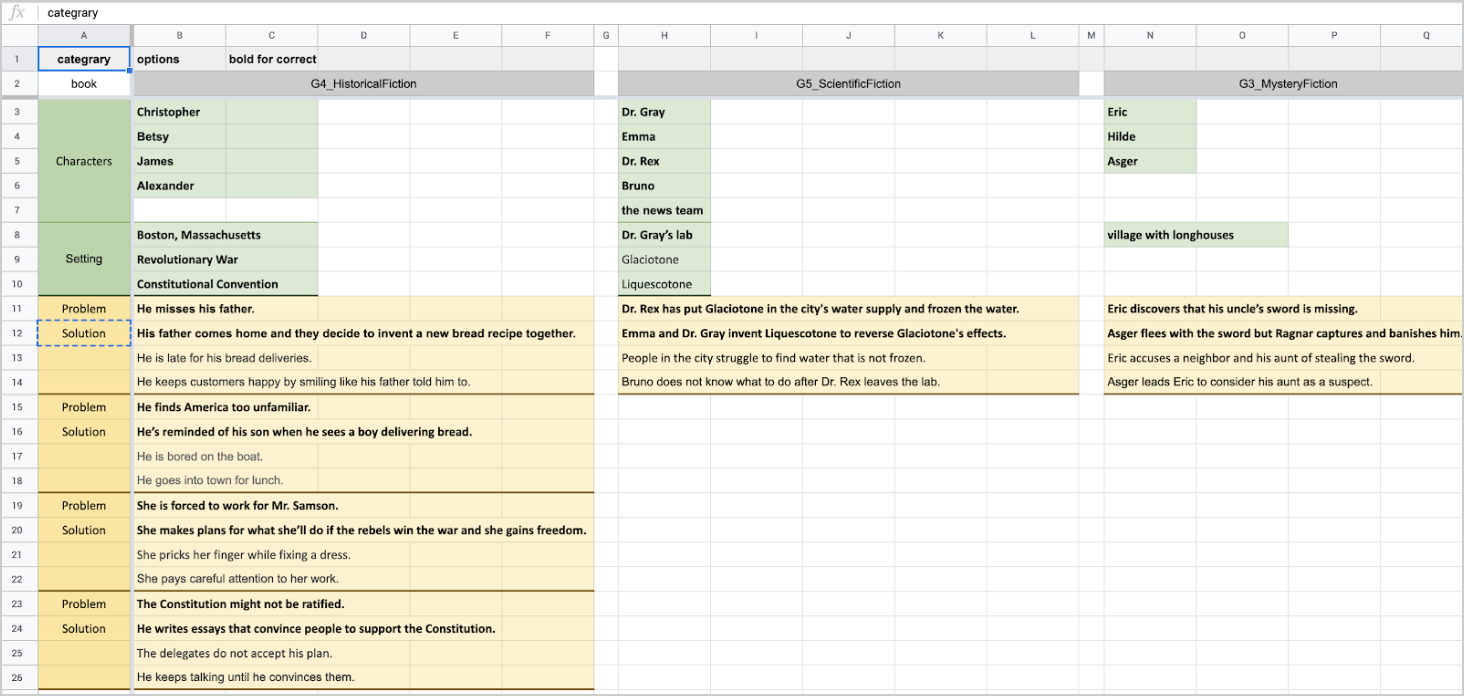 fx categrary
A B C D E F G H I J K L M N O P Q
1 categrary options bold for correct
2 book G4_HistoricalFiction G5_ScientificFiction G3_MysteryFiction
3 Christopher Dr. Gray Eric
4 Betsy Emma Hilde
5 Characters James Dr. Rex Asger
6 Alexander Bruno
7 the news team
8 Boston, Massachusetts Dr. Gray’s lab village with longhouses
9 Setting Revolutionary War Glaciotone
10 Constitutional Convention Liquescotone
11 Problem He misses his father. Dr. Rex has put Glaciotone in the city's water supply and frozen the water. Eric discovers that his uncle’s sword is missing.
12 Solution His father comes home and they decide to invent a new bread recipe together. Emma and Dr. Gray invent Liquescotone to reverse Glaciotone's effects. Asger flees with the sword but Ragnar captures and banishes him.
13 He is late for his bread deliveries. People in the city struggle to find water that is not frozen. Eric accuses a neighbor and his aunt of stealing the sword.
14 He keeps customers happy by smiling like his father told him to. Bruno does not know what to do after Dr. Rex leaves the lab. Asger leads Eric to consider his aunt as a suspect.
15 Problem He finds America too unfamiliar.
16 Solution He’s reminded of his son when he sees a boy delivering bread.
17 He is bored on the boat.
18 He goes into town for lunch.
19 Problem She is forced to work for Mr. Samson.
20 Solution She makes plans for what she’ll do if the rebels win the war and she gains freedom.
21 She pricks her finger while fixing a dress.
22 She pays careful attention to her work.
23 Problem The Constitution might not be ratified.
24 Solution He writes essays that convince people to support the Constitution.
25 The delegates do not accept his plan.
26 He keeps talking until he convinces them.